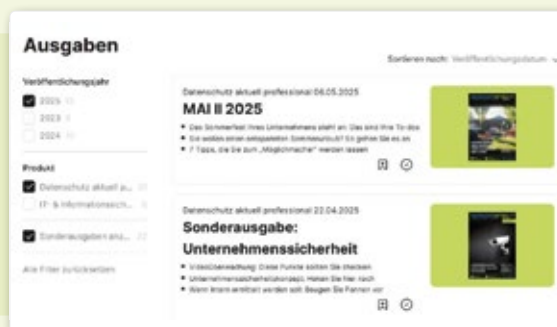 Ausgaben
Sortieren nach: Veröffentlichungsdatum
Veröffentlichungsjahr
2025
2023
2024
Produkt
Datenschutz aktuell p...
IT- & Informationssich...
Sonderausgaben anz...
Alle Filter zurücksetzen
Datenschutz aktuell professional 06.05.2025
MAI II 2025
Das Sommerfest Ihres Unternehmens steht an: Das sind Ihre To-dos
Sie wollen einen entspannten Sommerurlaub? So gehen Sie es an
7 Tipps, die Sie zum „Möglichmacher“ werden lassen
Datenschutz aktuell professional 22.04.2025
Sonderausgabe:
Unternehmenssicherheit
Videoüberwachung: Diese Punkte sollten Sie checken
Unternehmenssicherheitskonzept: Haken Sie hier nach
Wenn intern ermittelt werden soll: Beugen Sie Pannen vor